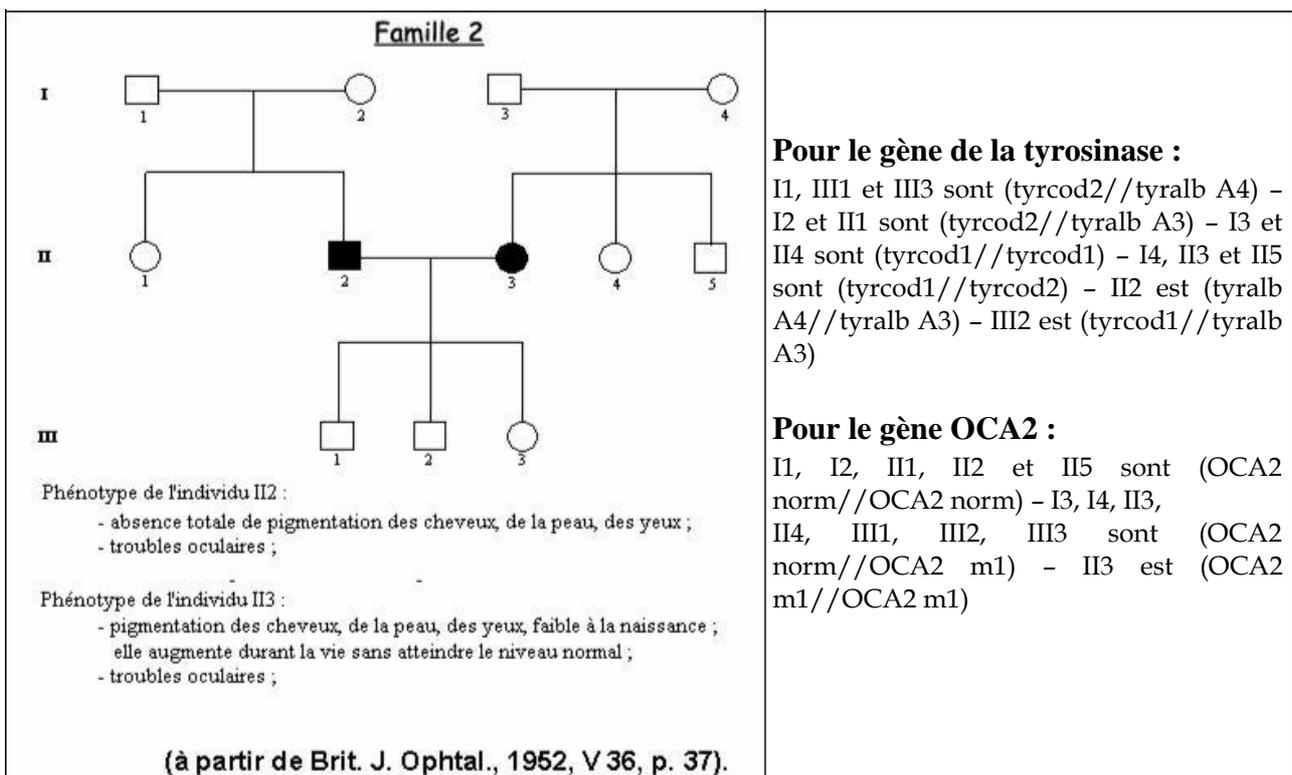 Famille 2
I
1
2
3
4
II
1
2
3
4
5
III
1
2
3
Phénotype de l'individu II2 :
- absence totale de pigmentation des cheveux, de la peau, des yeux ;
- troubles oculaires ;
- -
Phénotype de l'individu II3 :
- pigmentation des cheveux, de la peau, des yeux, faible à la naissance ;
elle augmente durant la vie sans atteindre le niveau normal ;
- troubles oculaires ;
(à partir de Brit. J. Ophtal., 1952, V 36, p. 37).
Pour le gène de la tyrosinase :
I1, III1 et III3 sont (tyrcod2//tyralb A4) –
I2 et II1 sont (tyrcod2//tyralb A3) – I3 et
II4 sont (tyrcod1//tyrcod1) – I4, II3 et II5
sont (tyrcod1//tyrcod2) – II2 est (tyralb
A4//tyralb A3) – III2 est (tyrcod1//tyralb
A3)
Pour le gène OCA2 :
I1, I2, II1, II2 et II5 sont (OCA2
norm//OCA2 norm) – I3, I4, II3,
II4, III1, III2, III3 sont (OCA2
norm//OCA2 m1) – II3 est (OCA2
m1//OCA2 m1)